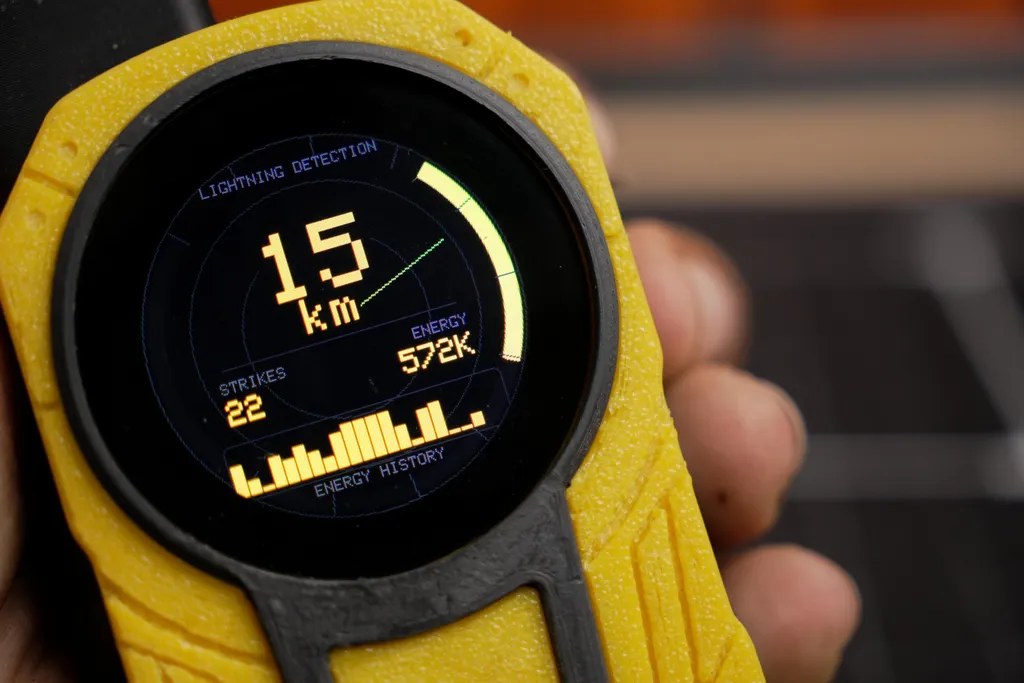 LIGHTNING DETECTION
15
km
ENERGY
572K
STRIKES
22
ENERGY HISTORY